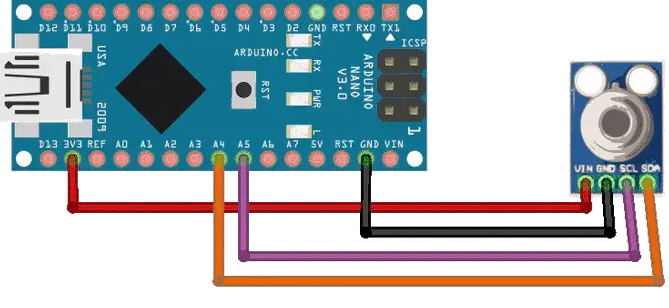 D12 D11 D10 D9 D8 D7 D6 D5 D4 D3 D2 GND RST RX0 TX1
USA
2009
ARDUINO.CC
RST
TX
RX
PWR
L
ARDUINO
NANO
V3.0
ICSP
1
D13 3V3 REF A0 A1 A2 A3 A4 A5 A6 A7 5V RST GND VIN
VIN GND SCL SDA